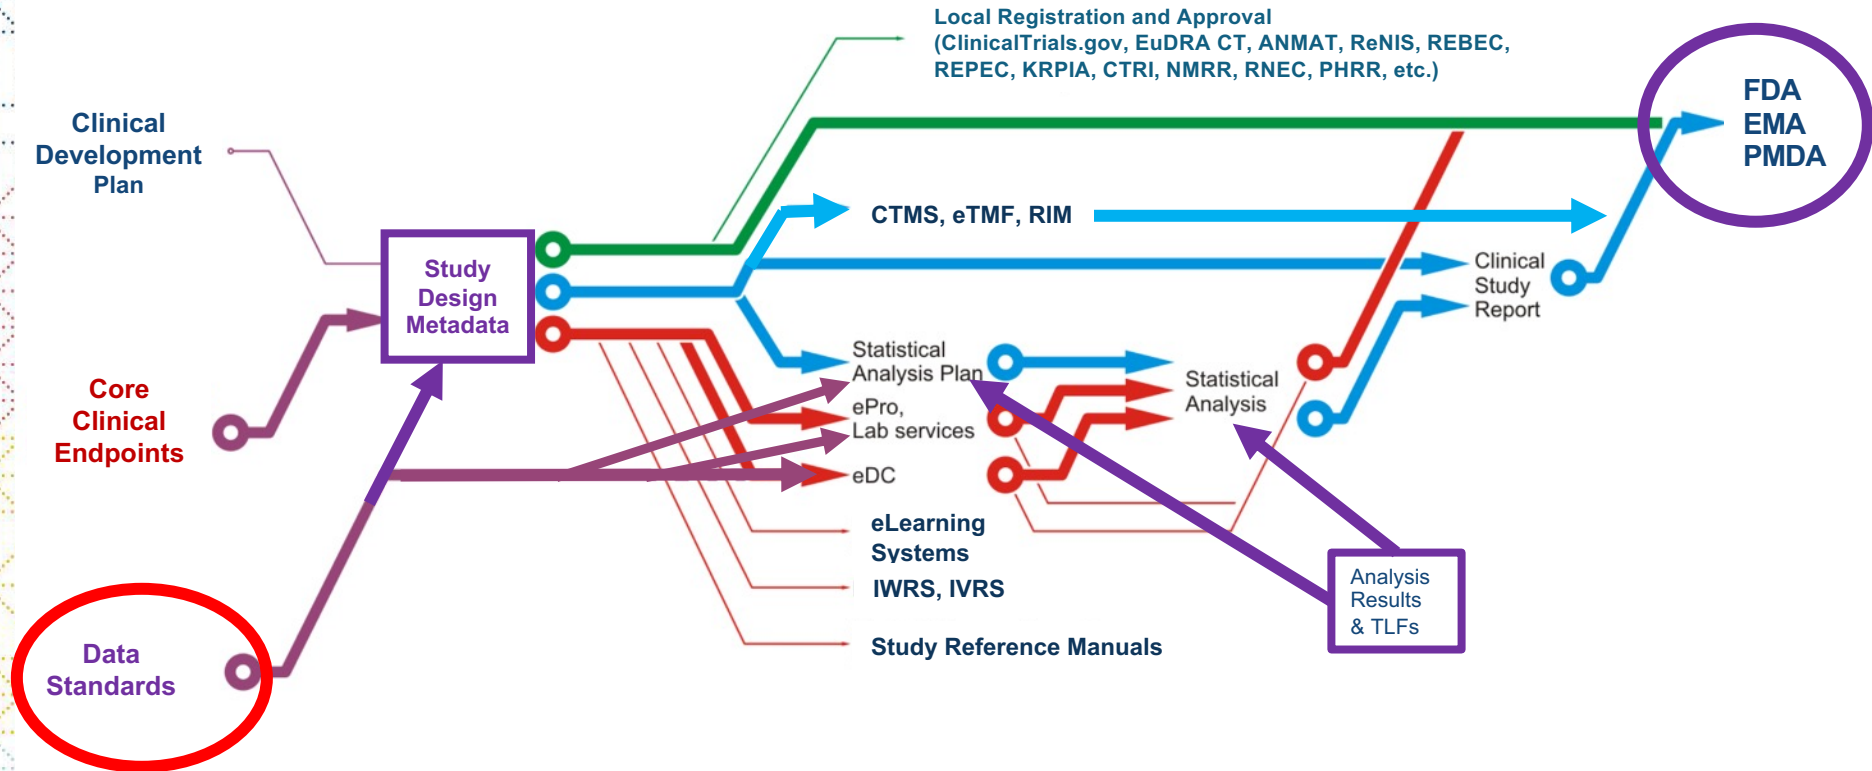 Local Registration and Approval
(ClinicalTrials.gov, EuDRA CT, ANMAT, ReNIS, REBEC,
REPEC, KRPIA, CTRI, NMRR, RNEC, PHRR, etc.)
FDA
EMA
PMDA
Clinical
Development
Plan
CTMS, eTMF, RIM
Study
Design
Metadata
Clinical
Study
Report
Statistical
Analysis Plan
Core
Clinical
Endpoints
ePro,
Lab services
Statistical
Analysis
eDC
eLearning
Systems
IWRS, IVRS
Analysis
Results
& TLFs
Data
Standards
Study Reference Manuals